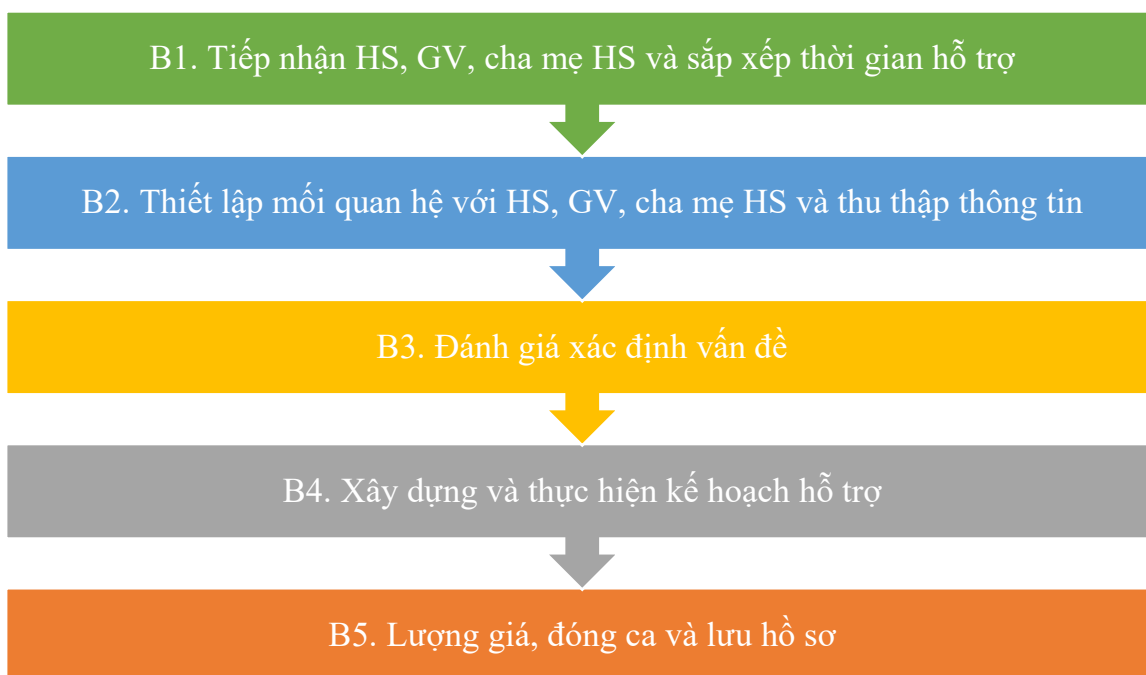 B1. Tiếp nhận HS, GV, cha mẹ HS và sắp xếp thời gian hỗ trợ
B2. Thiết lập mối quan hệ với HS, GV, cha mẹ HS và thu thập thông tin
B3. Đánh giá xác định vấn đề
B4. Xây dựng và thực hiện kế hoạch hỗ trợ
B5. Lượng giá, đóng ca và lưu hồ sơ